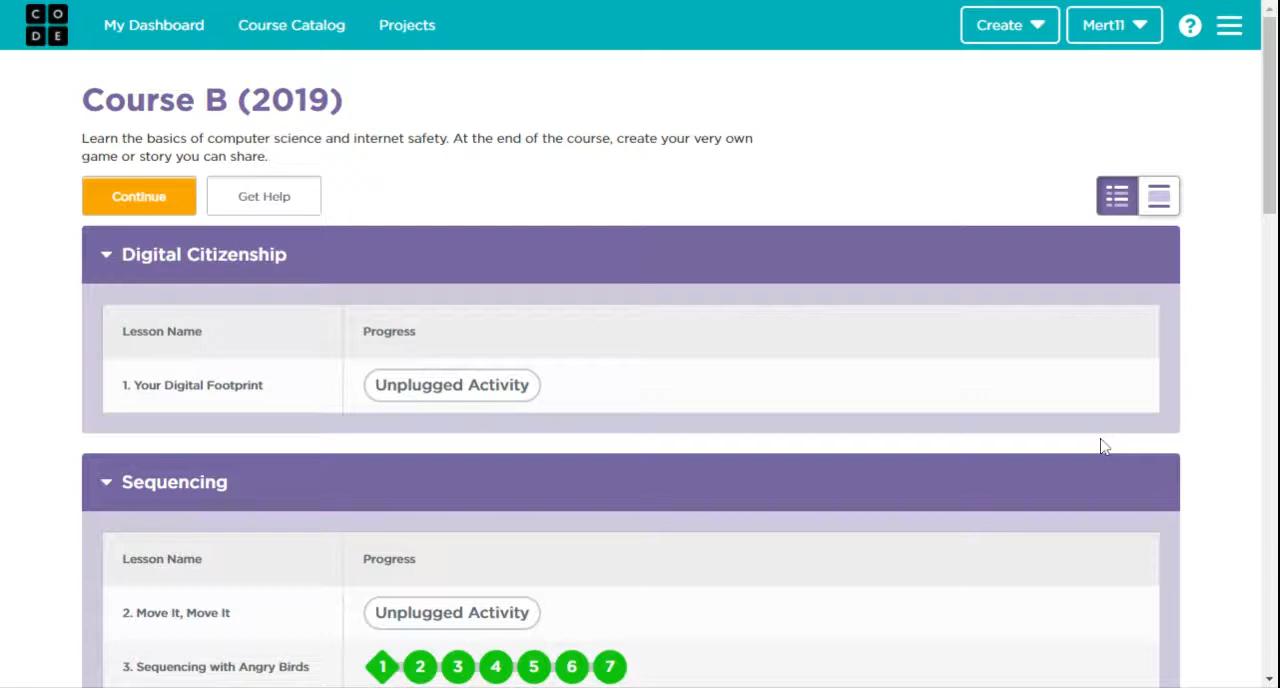 C O
D E
My Dashboard
Course Catalog
Projects
Create
Mert11
?
Course B (2019)
Learn the basics of computer science and internet safety. At the end of the course, create your very own
game or story you can share.
Continue
Get Help
Digital Citizenship
Lesson Name
Progress
1. Your Digital Footprint
Unplugged Activity
Sequencing
Lesson Name
Progress
2. Move It, Move It
Unplugged Activity
3. Sequencing with Angry Birds
1 2 3 4 5 6 7